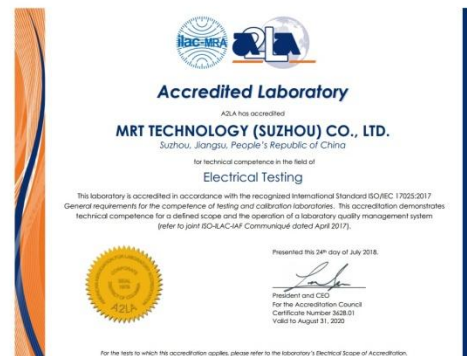 ilac-MRA
A2LA
Accredited Laboratory
A2LA has accredited
MRT TECHNOLOGY (SUZHOU) CO., LTD.
Suzhou, Jiangsu, People's Republic of China
for technical competence in the field of
Electrical Testing
This laboratory is accredited in accordance with the recognized International Standard ISO/IEC 17025:2017
General requirements for the competence of testing and calibration laboratories. This accreditation demonstrates
technical competence for a defined scope and the operation of a laboratory quality management system
(refer to joint ISO-ILAC-IAF Communiqué dated April 2017).
Presented this 24th day of July 2018.
President and CEO
For the Accreditation Council
Certificate Number 3628.01
Valid to August 31, 2020
CORPORATE
SEAL
1978
A2LA
For the tests to which this accreditation applies, please refer to the laboratory's Electrical Scope of Accreditation.